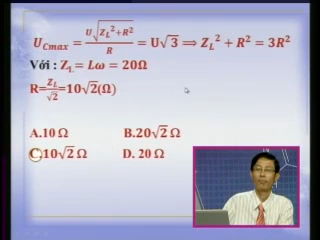 U_Cmax = U√(Z_L² + R²)/R = U√3 ⟹ Z_L² + R² = 3R²
Với : Z_L = Lω = 20Ω
R=Z_L/√2=10√2(Ω)
A.10 Ω B.20√2 Ω
C.10√2 Ω D. 20 Ω